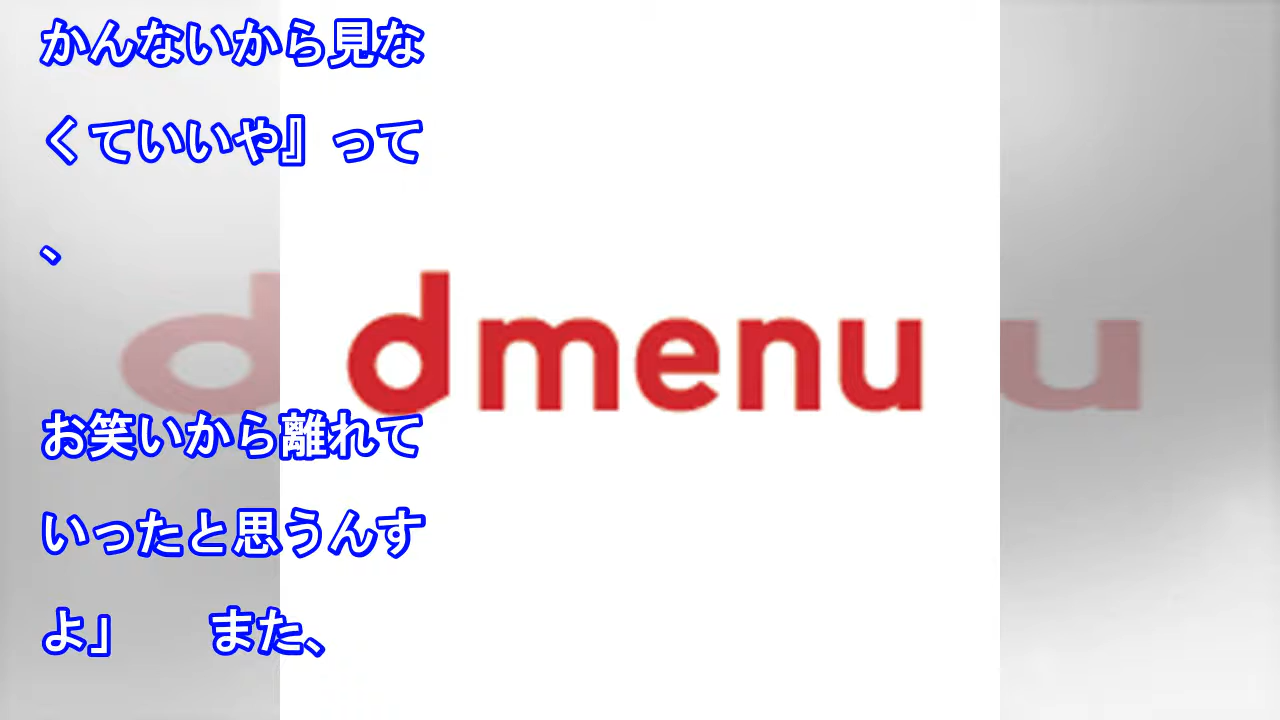 かんないから見な
くていいや』って
、
dmenu
お笑いから離れて
いったと思うんす
よ」　　また、